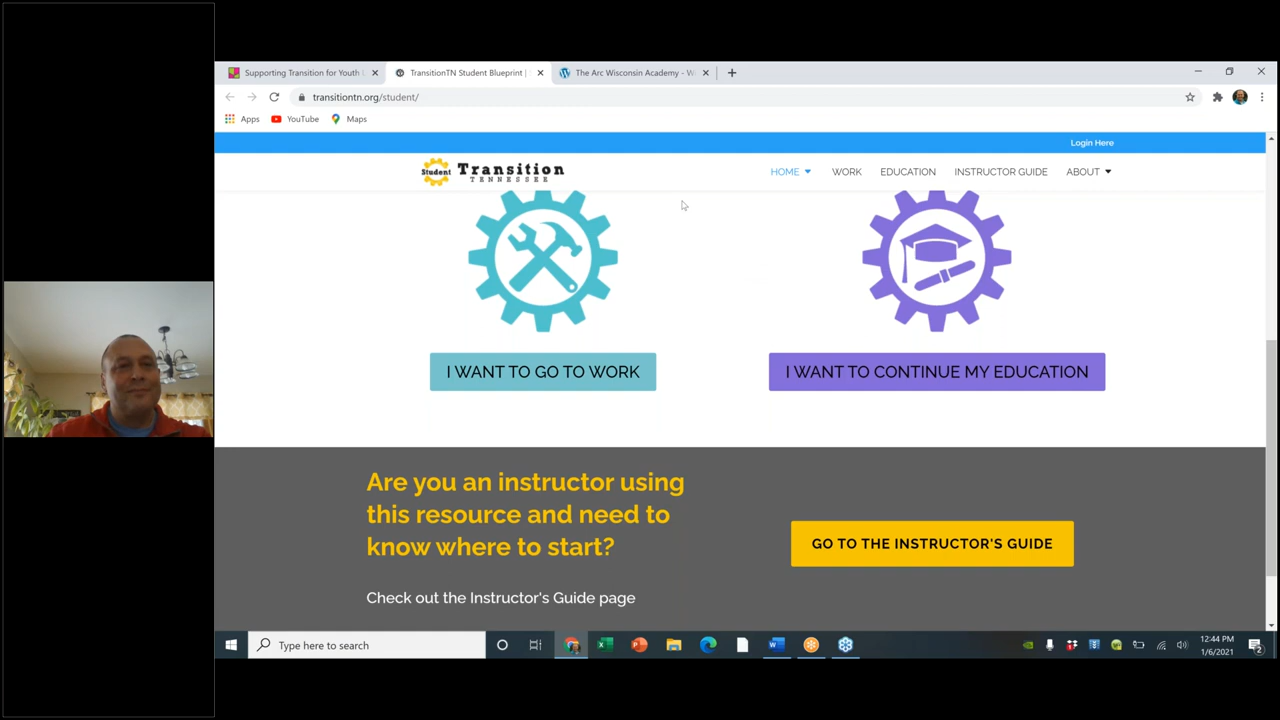 Supporting Transition for Youth
TransitionTN Student Blueprint |
The Arc Wisconsin Academy - W
transitiontn.org/student/
Apps YouTube Maps
Login Here
Student Transition
TENNESSEE
HOME WORK EDUCATION INSTRUCTOR GUIDE ABOUT
I WANT TO GO TO WORK
I WANT TO CONTINUE MY EDUCATION
Are you an instructor using
this resource and need to
know where to start?
GO TO THE INSTRUCTOR'S GUIDE
Check out the Instructor's Guide page
Type here to search
12:44 PM
1/6/2021
2